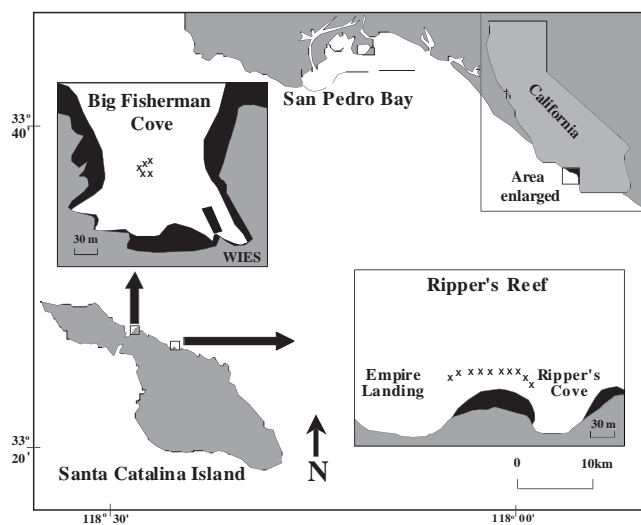 San Pedro Bay
California
Area
enlarged
33°
40'
Big Fisherman
Cove
x x x x x
30 m
WIES
Ripper's Reef
Empire
Landing
x x x x x x x x x
Ripper's
Cove
30 m
33°
20'
Santa Catalina Island
N
0 10km
118° 30'
118° 00'